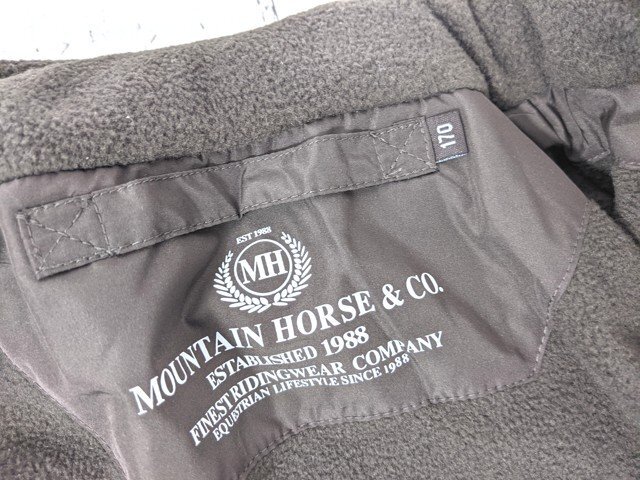 170
EST 1988
MH
MOUNTAIN HORSE & CO.
ESTABLISHED 1988
FINEST RIDINGWEAR COMPANY
EQUESTRIAN LIFESTYLE SINCE 1988